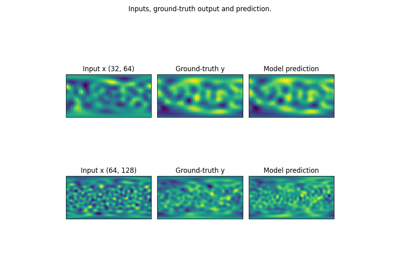 Inputs, ground-truth output and prediction.
Input x (32, 64) Ground-truth y Model prediction
Input x (64, 128) Ground-truth y Model prediction